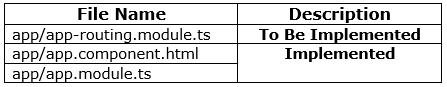 File Name Description
app/app-routing.module.ts To Be Implemented
app/app.component.html Implemented
app/app.module.ts